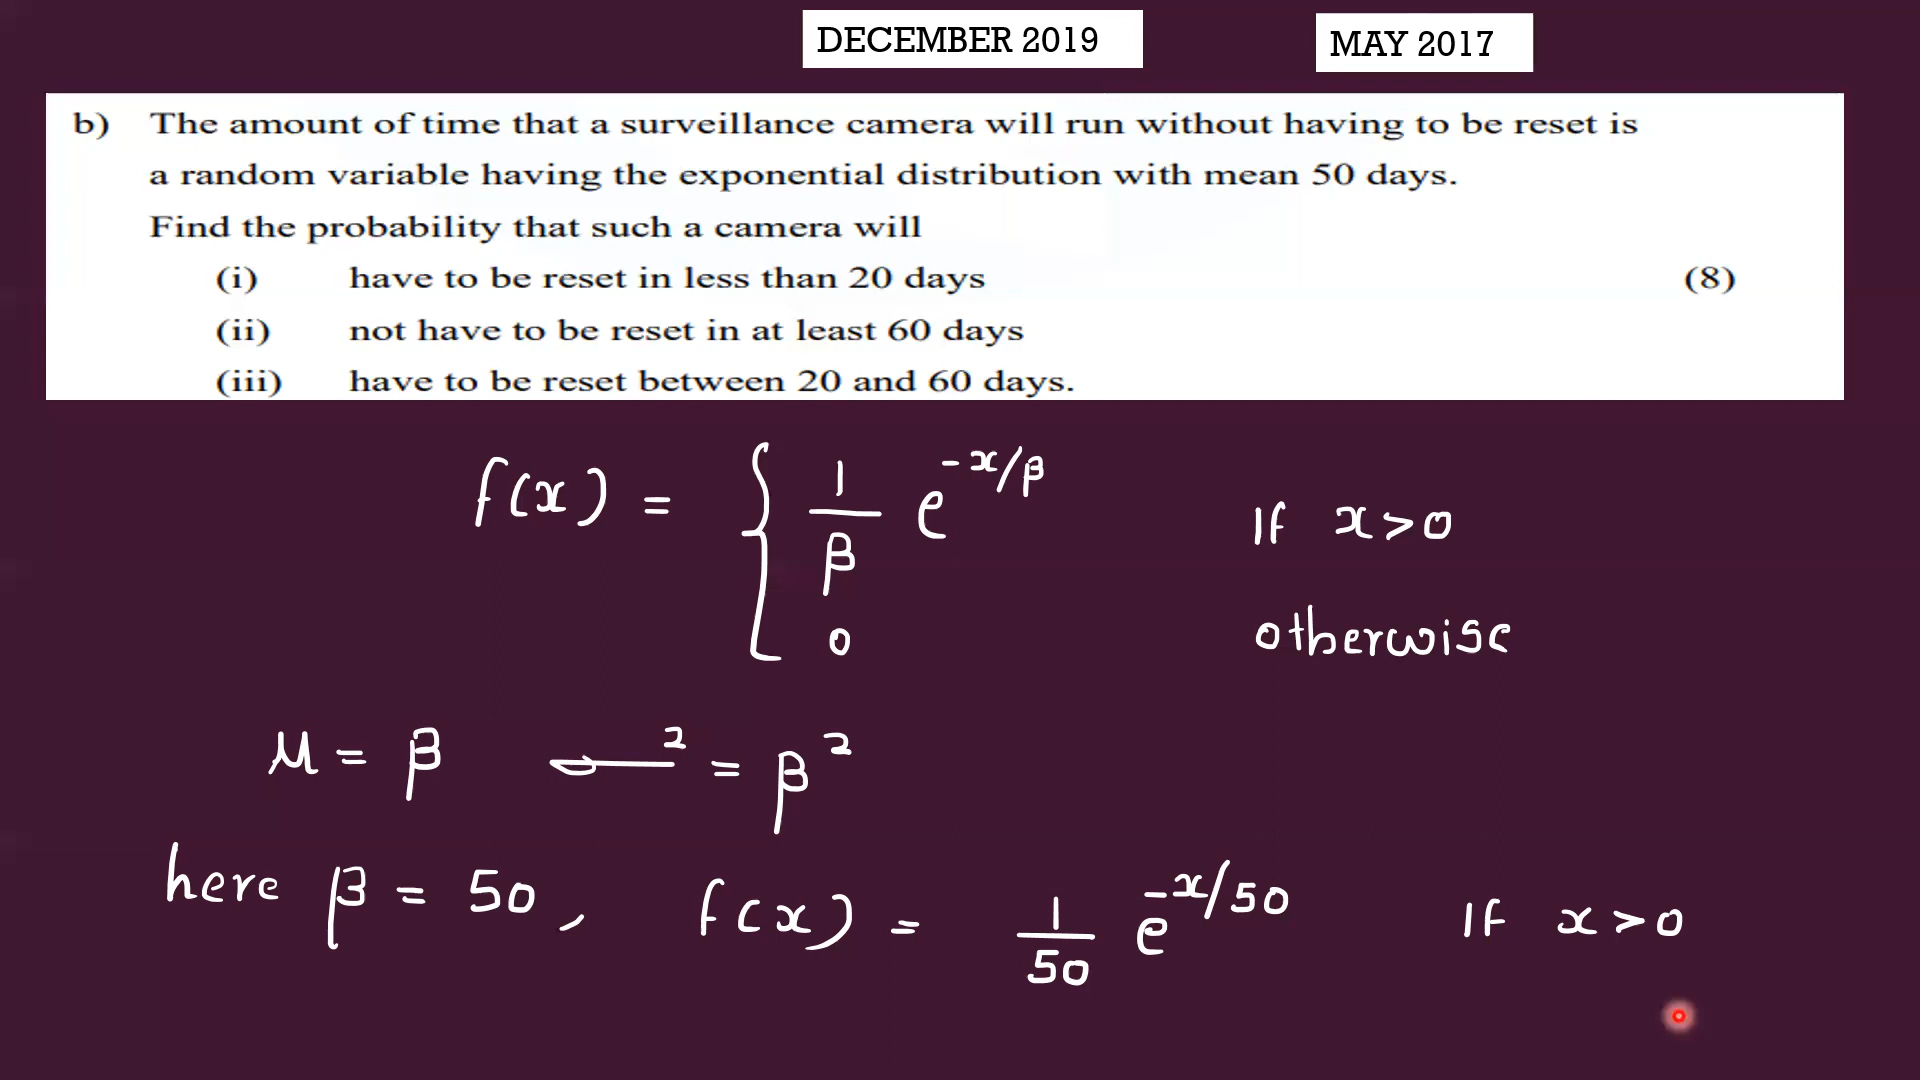 DECEMBER 2019 MAY 2017
b) The amount of time that a surveillance camera will run without having to be reset is
a random variable having the exponential distribution with mean 50 days.
Find the probability that such a camera will
(i) have to be reset in less than 20 days (8)
(ii) not have to be reset in at least 60 days
(iii) have to be reset between 20 and 60 days.
f(x) = { 1/β e^{-x/β} If x>0
0 otherwise
μ = β σ² = β²
here β = 50, f(x) = 1/50 e^{-x/50} If x>0